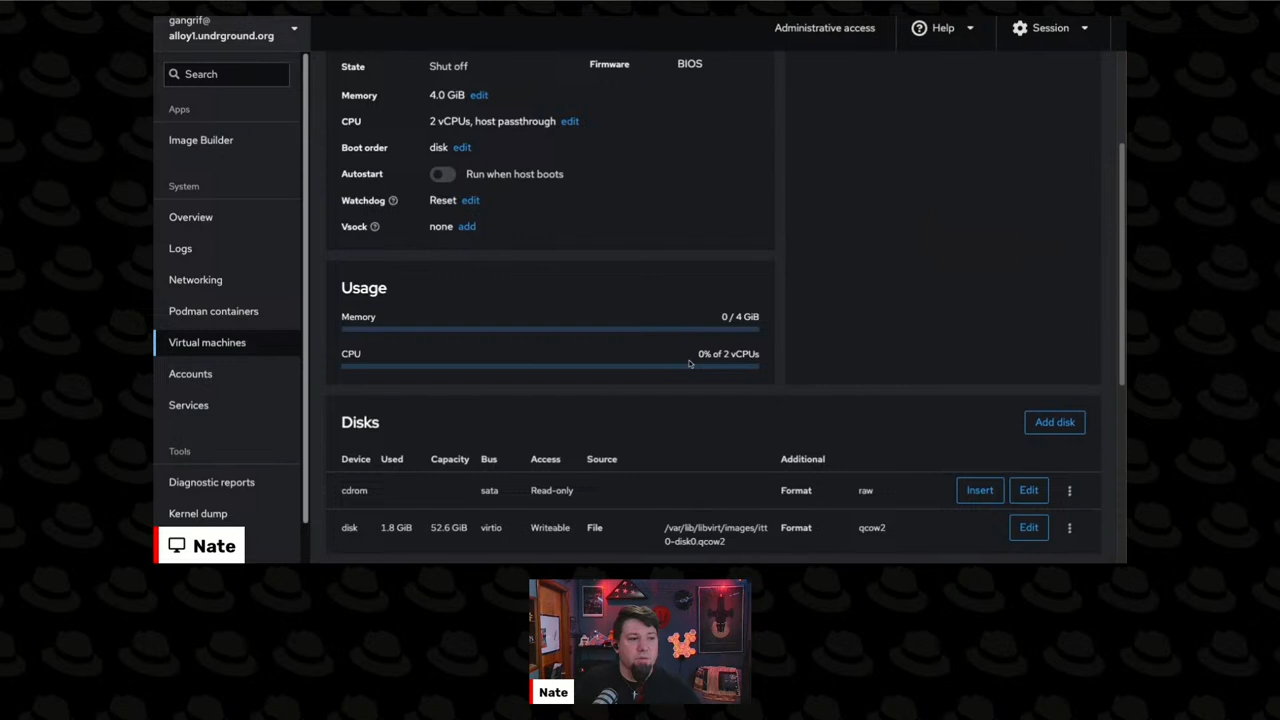 gangrif@
alloy1.undrground.org
Administrative access
Help
Session
Search
Apps
Image Builder
System
Overview
Logs
Networking
Podman containers
Virtual machines
Accounts
Services
Tools
Diagnostic reports
Kernel dump
State Shut off Firmware BIOS
Memory 4.0 GiB edit
CPU 2 vCPUs, host passthrough edit
Boot order disk edit
Autostart Run when host boots
Watchdog Reset edit
Vsock none add
Usage
Memory 0 / 4 GiB
CPU 0% of 2 vCPUs
Disks Add disk
Device Used Capacity Bus Access Source Additional
cdrom sata Read-only Format raw Insert Edit
disk 1.8 GiB 52.6 GiB virtio Writeable File /var/lib/libvirt/images/itt Format qcow2 Edit
0-disk0.qcow2
Nate
Nate